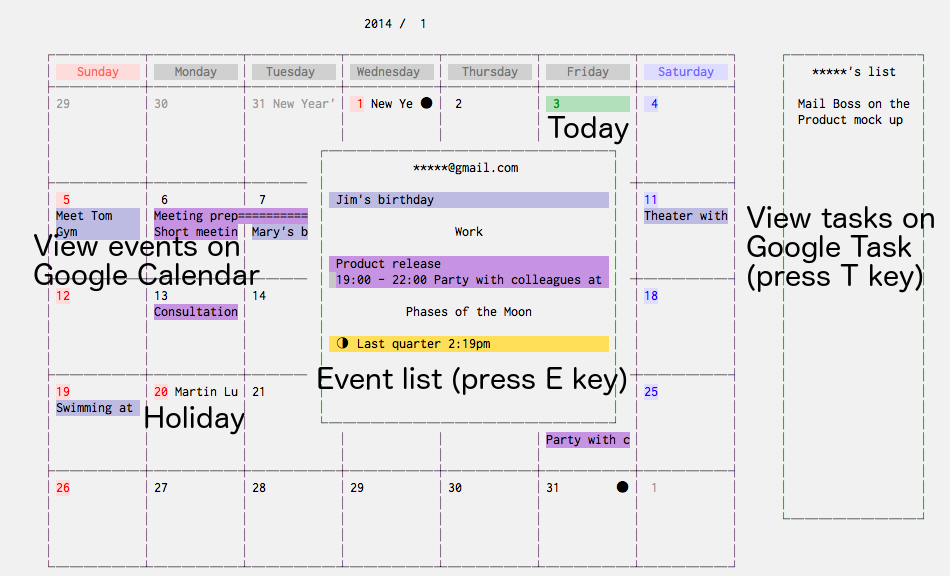 2014 / 1
Sunday Monday Tuesday Wednesday Thursday Friday Saturday
29 30 31 New Year' 1 New Ye 2 3 4
Today
5 6 7 11
Meet Tom Meeting prep========== Theater with
Gym Short meetin Mary's b
View events on
Google Calendar
12 13 14 18
Consultation
19 20 Martin Lu 21 25
Swimming at
Holiday
Party with c
26 27 28 29 30 31 1
*****@gmail.com
Jim's birthday
Work
Product release
19:00 - 22:00 Party with colleagues at
Phases of the Moon
Last quarter 2:19pm
Event list (press E key)
*****'s list
Mail Boss on the
Product mock up
View tasks on
Google Task
(press T key)